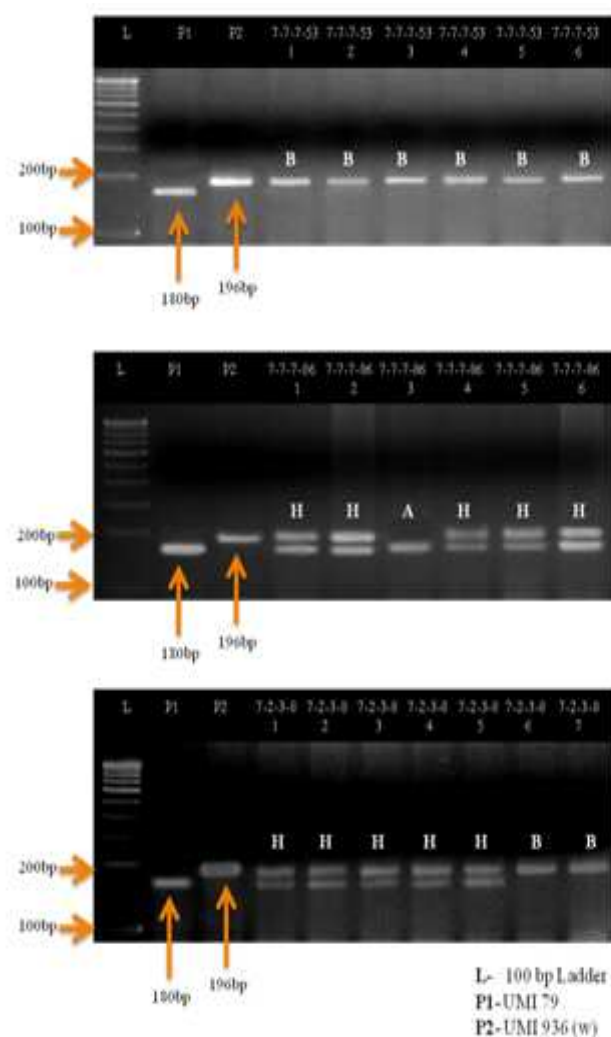 L P1 P2 7-7-7-53 7-7-7-53 7-7-7-53 7-7-7-53 7-7-7-53 7-7-7-53
1 2 3 4 5 6
B B B B B B
200bp
100bp
180bp 196bp
L P1 P2 7-7-7-86 7-7-7-86 7-7-7-86 7-7-7-86 7-7-7-86 7-7-7-86
1 2 3 4 5 6
H H A H H H
200bp
100bp
180bp 196bp
L P1 P2 7-2-3-8 7-2-3-8 7-2-3-8 7-2-3-8 7-2-3-8 7-2-3-8 7-2-3-8
1 2 3 4 5 6 7
H H H H H B B
200bp
100bp
180bp 196bp
L- 100 bp Ladder
P1-UMI 79
P2-UMI 936 (w)